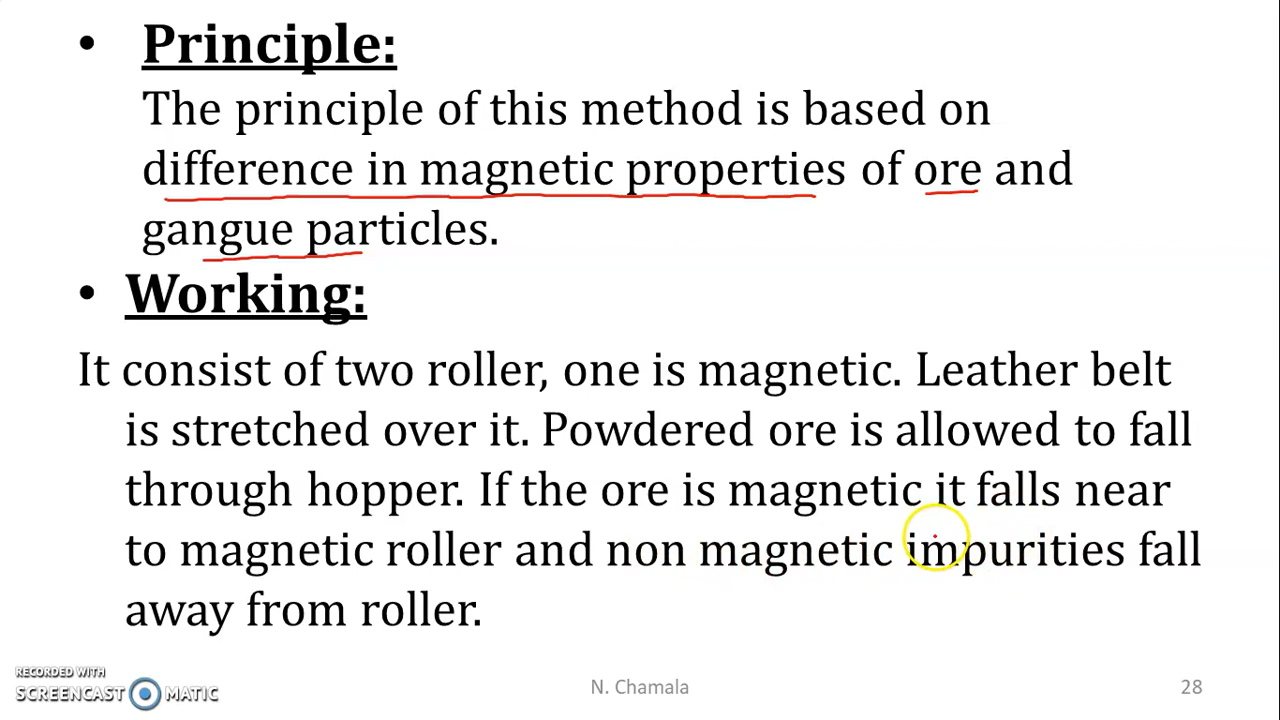 • Principle:
The principle of this method is based on
difference in magnetic properties of ore and
gangue particles.
• Working:
It consist of two roller, one is magnetic. Leather belt
is stretched over it. Powdered ore is allowed to fall
through hopper. If the ore is magnetic it falls near
to magnetic roller and non magnetic impurities fall
away from roller.
RECORDED WITH
SCREENCAST MATIC
N. Chamala
28